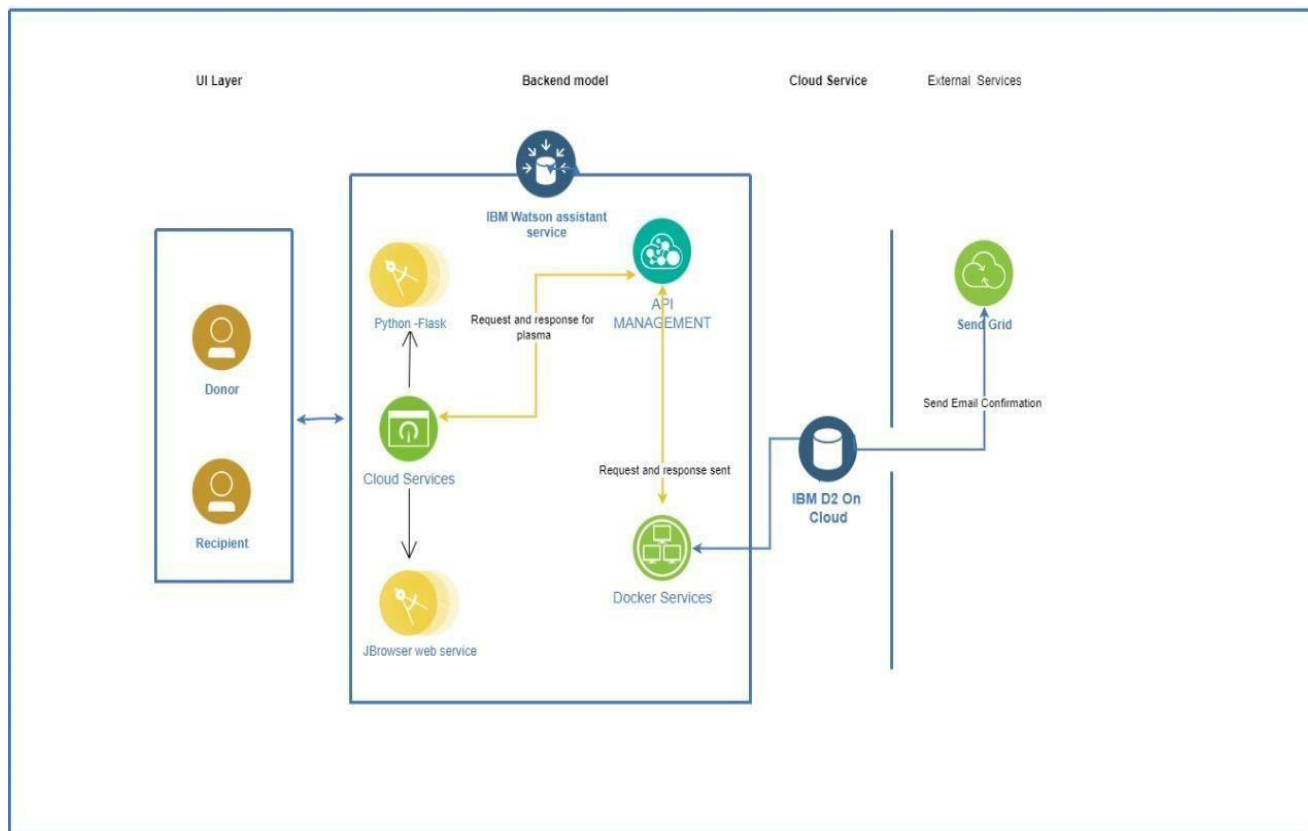 UI Layer
Backend model
Cloud Service
External Services
IBM Watson assistant
service
Python -Flask
Request and response for
plasma
API
MANAGEMENT
Send Grid
Donor
Send Email Confirmation
Cloud Services
Request and response sent
IBM D2 On
Cloud
Recipient
Docker Services
JBrowser web service